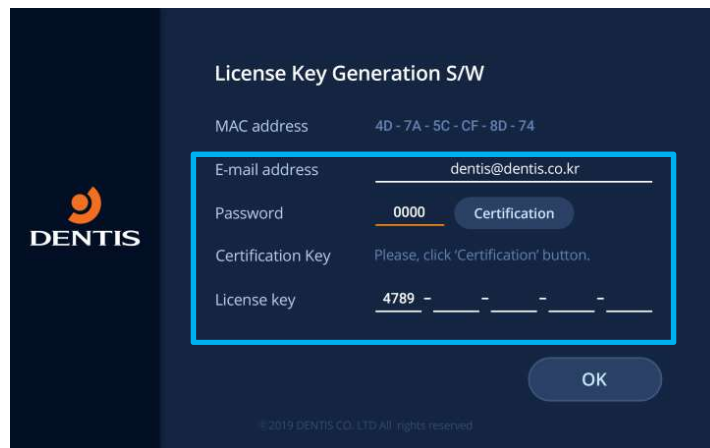 License Key Generation S/W
MAC address 4D - 7A - 5C - CF - 8D - 74
E-mail address dentis@dentis.co.kr
Password 0000 Certification
DENTIS
Certification Key Please, click 'Certification' button.
License key 4789 - - - -
OK
©2019 DENTIS CO. LTD All rights reserved